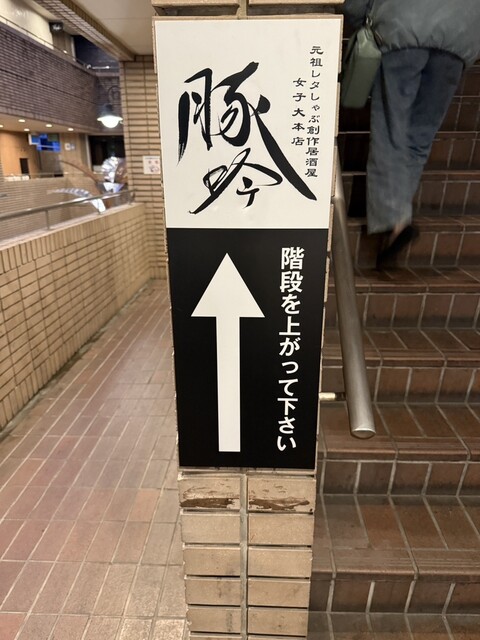 元祖レタしゃぶ創作居酒屋
女子大本店
豚吟
階段を上がって下さい